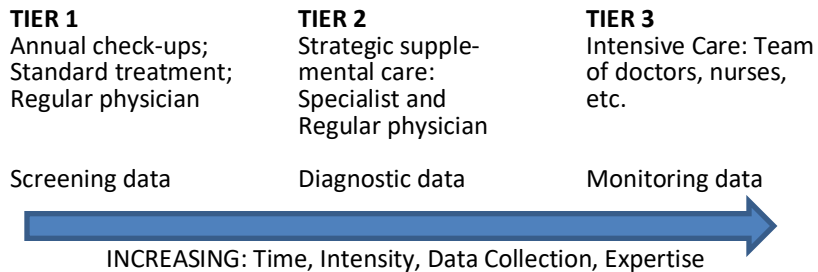 TIER 1
Annual check-ups;
Standard treatment;
Regular physician
Screening data
TIER 2
Strategic supple-
mental care:
Specialist and
Regular physician
Diagnostic data
TIER 3
Intensive Care: Team
of doctors, nurses,
etc.
Monitoring data
INCREASING: Time, Intensity, Data Collection, Expertise